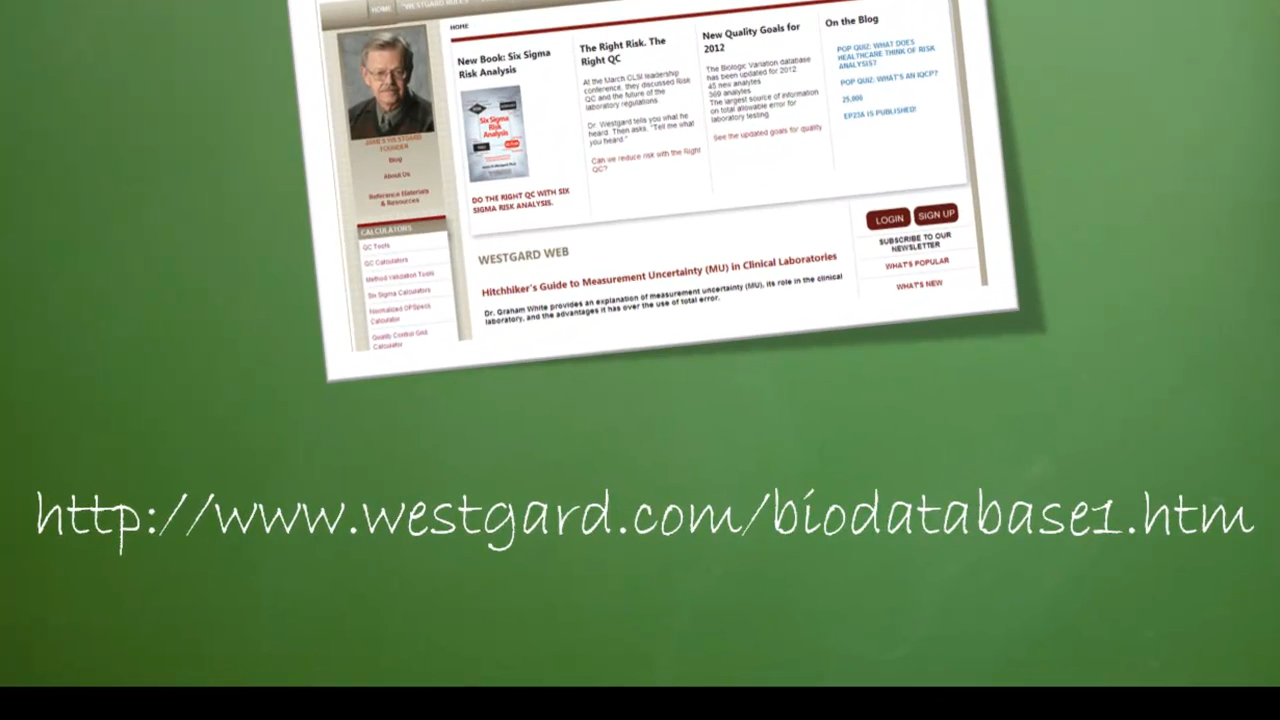 HOME
"WESTGARD RULES"
HOME
JAMES WESTGARD
FOUNDER
Blog
About Us
Reference Materials
& Resources
CALCULATORS
QC Tools
QC Calculators
Method Validation Tools
Six Sigma Calculators
Normalized OPSpecs
Calculator
Quality Control Grid
Calculator
New Book: Six Sigma
Risk Analysis
Six Sigma
Risk
Analysis
DO THE RIGHT QC WITH SIX
SIGMA RISK ANALYSIS.
The Right Risk. The
Right QC
At the March CLSI leadership
conference, they discussed Risk
QC and the future of the
laboratory regulations.
Dr. Westgard tells you what he
heard. Then asks, "Tell me what
you heard."
Can we reduce risk with the Right
QC?
New Quality Goals for
2012
The Biologic Variation database
has been updated for 2012.
45 new analytes
369 analytes
The largest source of information
on total allowable error for
laboratory testing.
See the updated goals for quality
On the Blog
POP QUIZ: WHAT DOES
HEALTHCARE THINK OF RISK
ANALYSIS?
POP QUIZ: WHAT'S AN IQCP?
25,000
EP23A IS PUBLISHED!
WESTGARD WEB
Hitchhiker's Guide to Measurement Uncertainty (MU) in Clinical Laboratories
Dr. Graham White provides an explanation of measurement uncertainty (MU), its role in the clinical
laboratory, and the advantages it has over the use of total error.
LOGIN SIGN UP
SUBSCRIBE TO OUR
NEWSLETTER
WHAT'S POPULAR
WHAT'S NEW
http://www.westgard.com/biodatabase1.htm